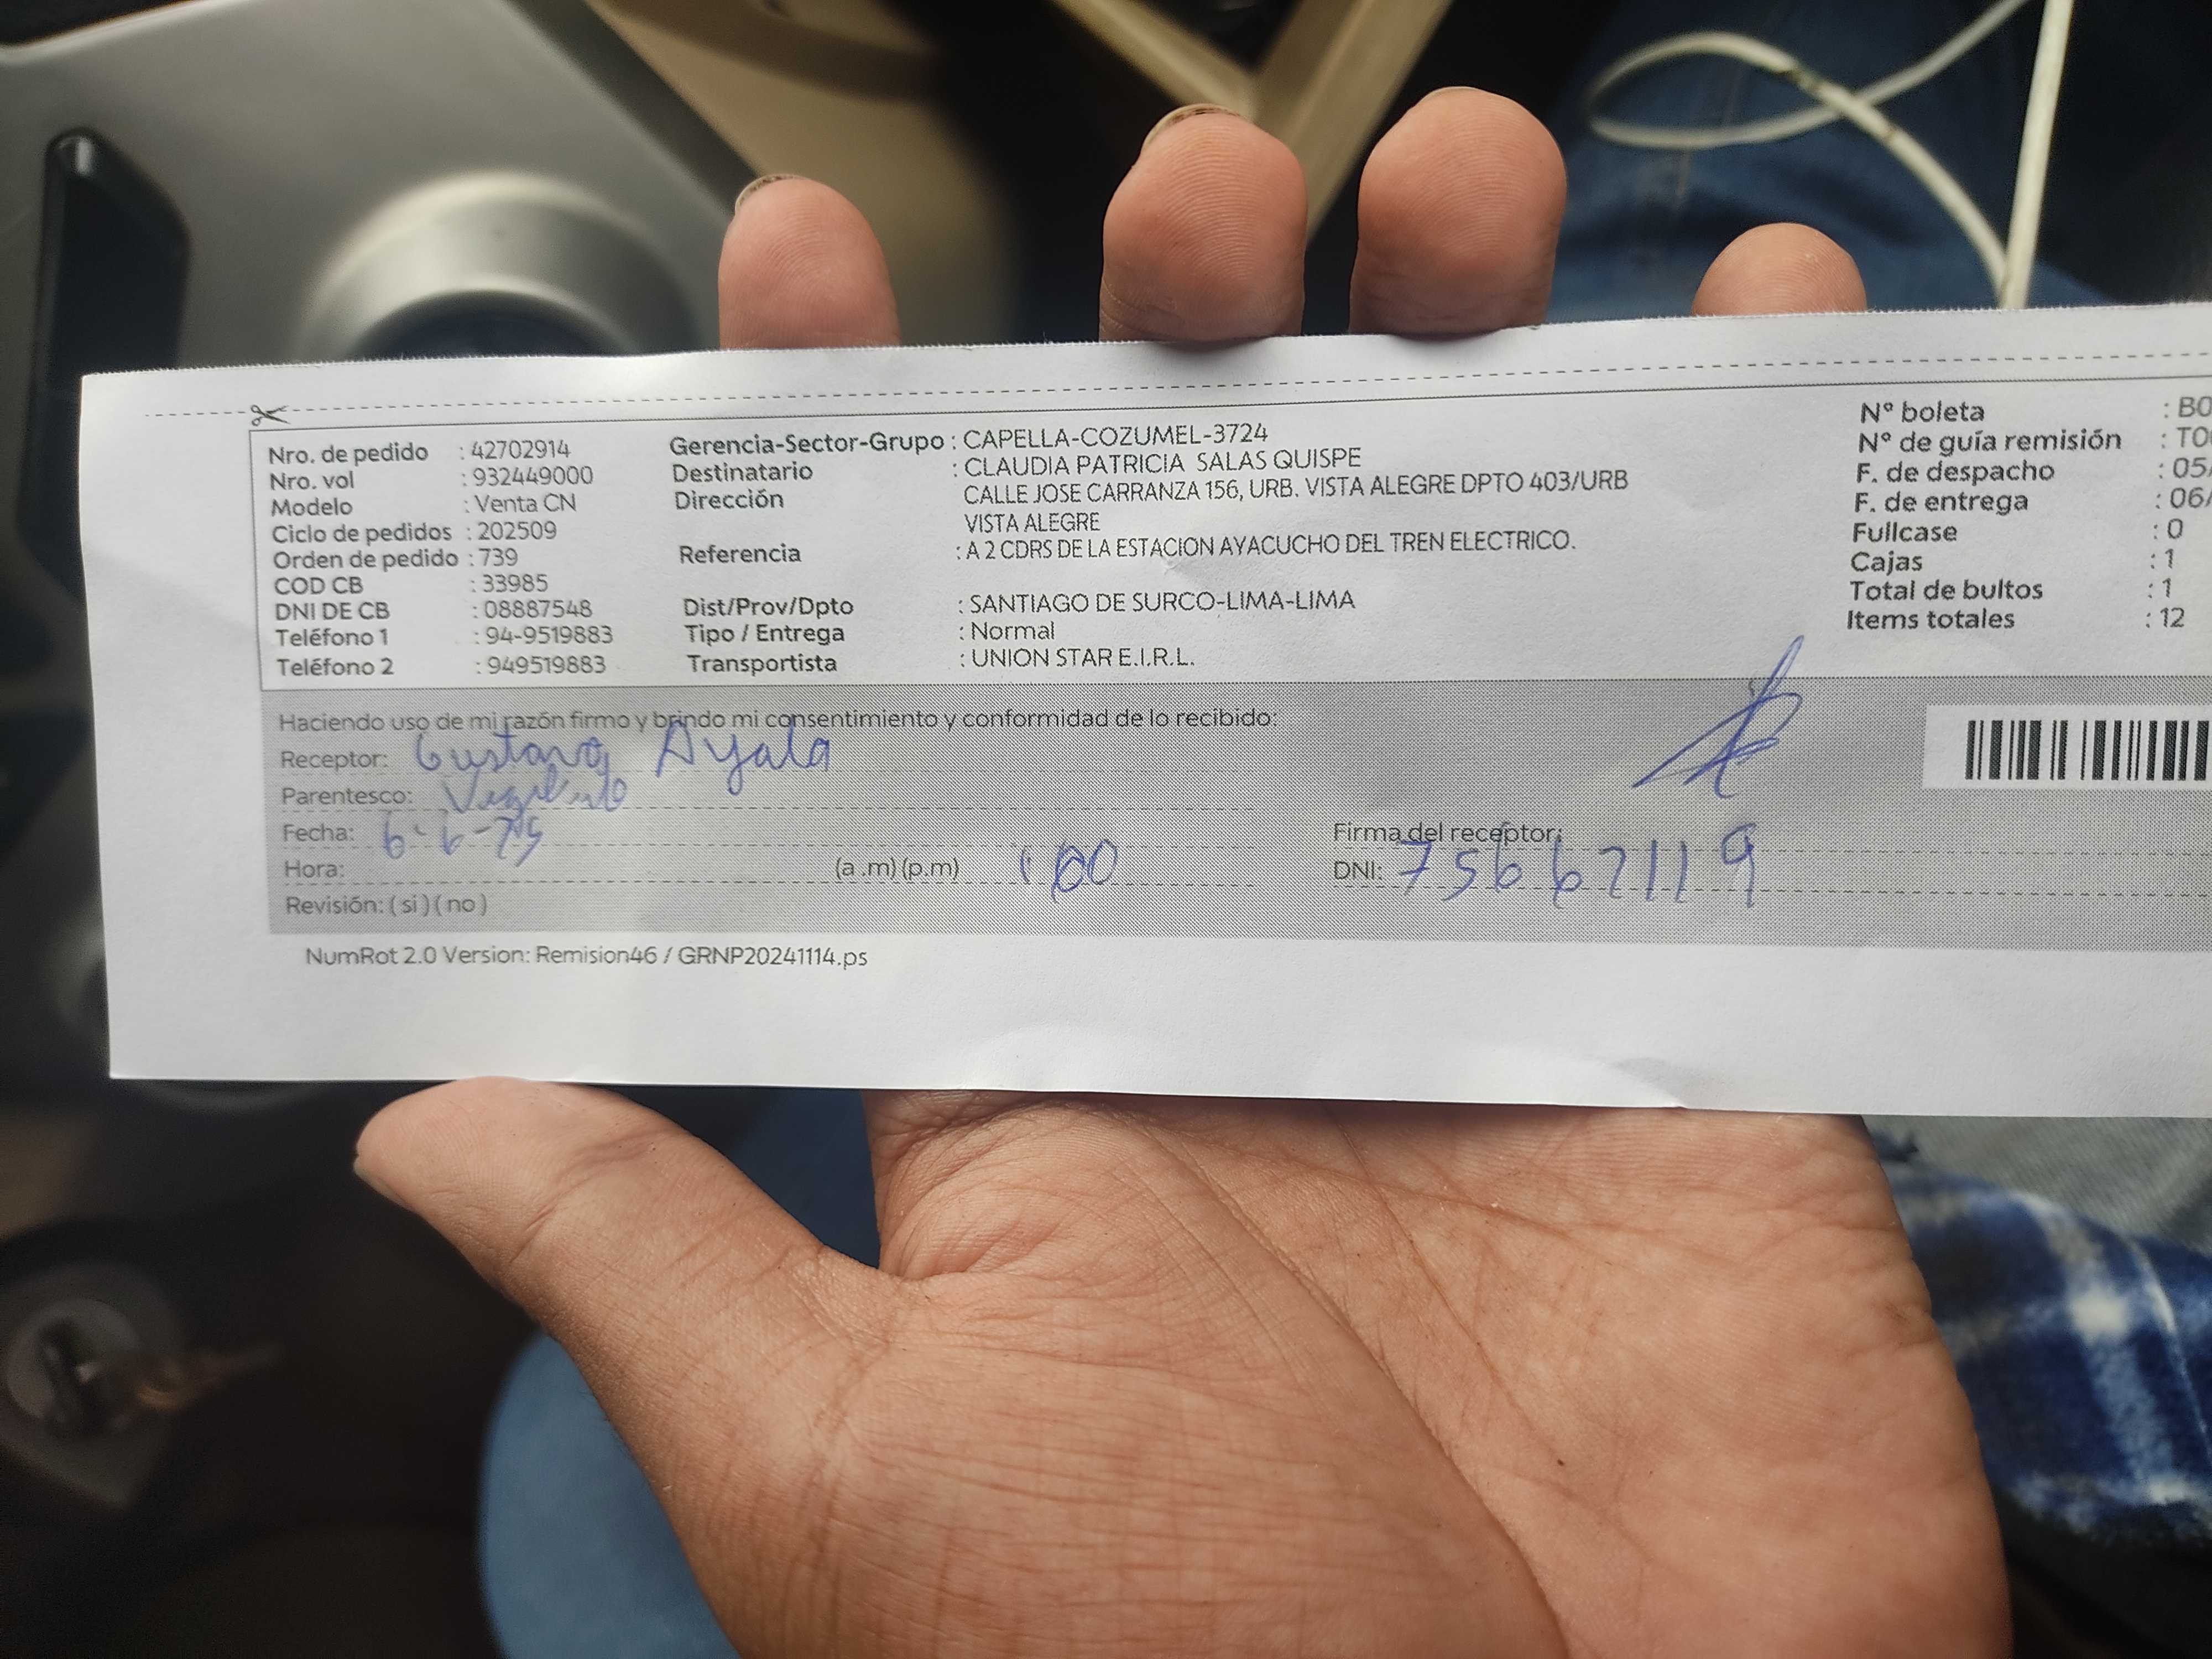 Nro. de pedido : 42702914
Nro. vol : 932449000
Modelo : Venta CN
Ciclo de pedidos : 202509
Orden de pedido : 739
COD CB : 33985
DNI DE CB : 08887548
Teléfono 1 : 94-9519883
Teléfono 2 : 949519883
Gerencia-Sector-Grupo : CAPELLA-COZUMEL-3724
Destinatario : CLAUDIA PATRICIA SALAS QUISPE
Dirección CALLE JOSE CARRANZA 156, URB. VISTA ALEGRE DPTO 403/URB
VISTA ALEGRE
Referencia : A 2 CDRS DE LA ESTACION AYACUCHO DEL TREN ELECTRICO.
Dist/Prov/Dpto : SANTIAGO DE SURCO-LIMA-LIMA
Tipo / Entrega : Normal
Transportista : UNION STAR E.I.R.L.
N° boleta : B0
N° de guía remisión : T0
F. de despacho : 05/
F. de entrega : 06/
Fullcase : 0
Cajas : 1
Total de bultos : 1
Items totales : 12
Haciendo uso de mi razón firmo y brindo mi consentimiento y conformidad de lo recibido:
Receptor: Gustavo Ayala
Parentesco:
Fecha: 6-6-
Hora: (a .m) (p.m)
Revisión: ( si ) ( no )
Firma del receptor:
DNI: 75667119
NumRot 2.0 Version: Remision46 / GRNP20241114.ps